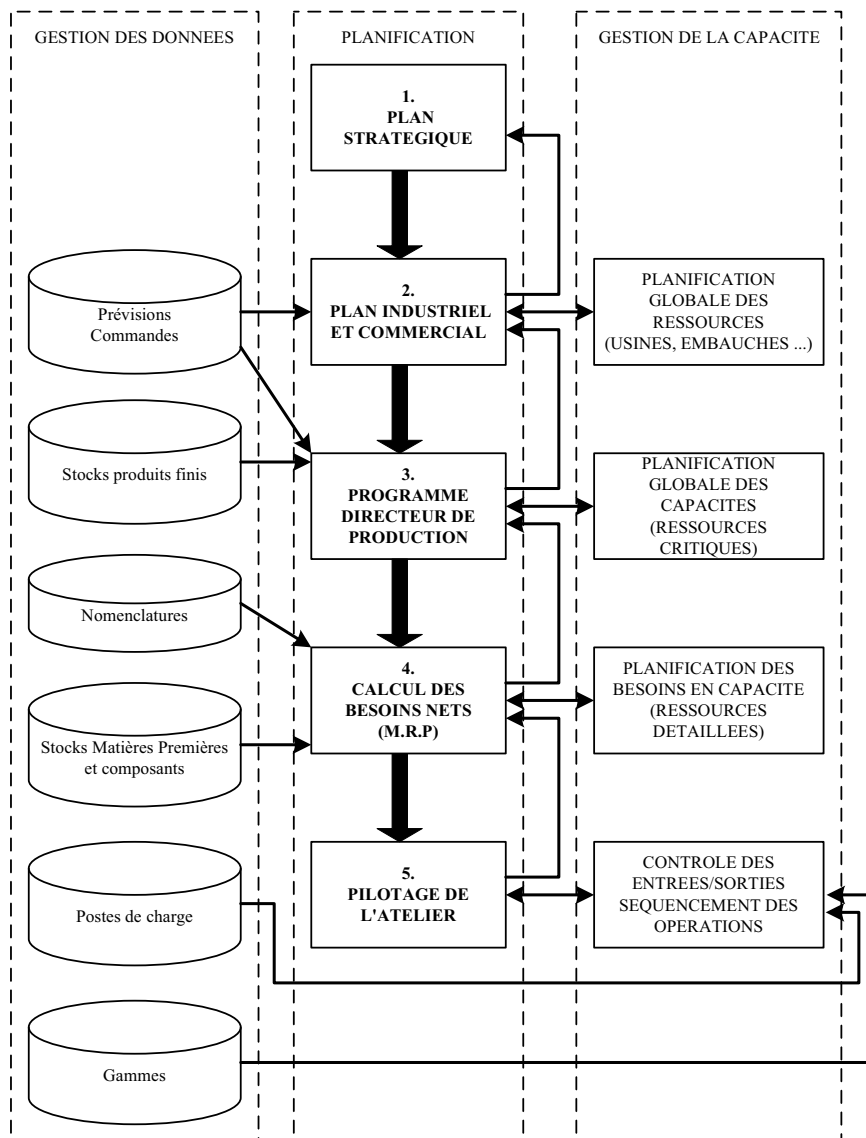 GESTION DES DONNEES
PLANIFICATION
GESTION DE LA CAPACITE
1.
PLAN
STRATEGIQUE
Prévisions
Commandes
2.
PLAN INDUSTRIEL
ET COMMERCIAL
PLANIFICATION
GLOBALE DES
RESSOURCES
(USINES, EMBAUCHES ...)
Stocks produits finis
3.
PROGRAMME
DIRECTEUR DE
PRODUCTION
PLANIFICATION
GLOBALE DES
CAPACITES
(RESSOURCES
CRITIQUES)
Nomenclatures
4.
CALCUL DES
BESOINS NETS
(M.R.P)
PLANIFICATION DES
BESOINS EN CAPACITE
(RESSOURCES
DETAILLEES)
Stocks Matières Premières
et composants
5.
PILOTAGE DE
L'ATELIER
CONTROLE DES
ENTREES/SORTIES
SEQUENCEMENT DES
OPERATIONS
Postes de charge
Gammes